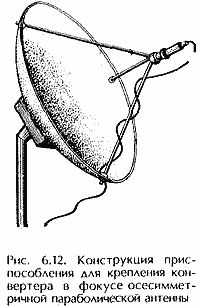 Рис. 6.12. Конструкция прис-
пособления для крепления кон-
вертера в фокусе осесиммет-
ричной параболической антенны